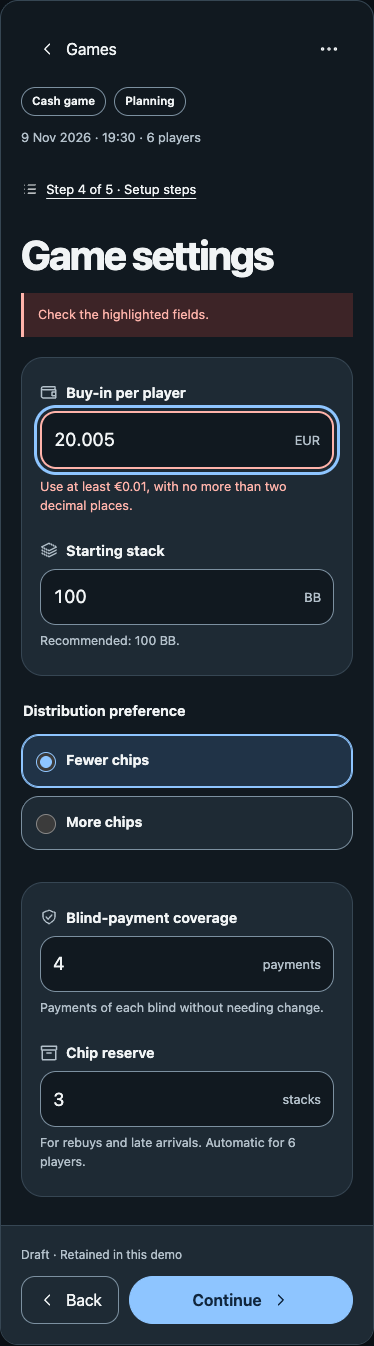 Games
Cash game
Planning
9 Nov 2026 · 19:30 · 6 players
Step 4 of 5 · Setup steps
Game settings
Check the highlighted fields.
Buy-in per player
20.005 EUR
Use at least €0.01, with no more than two
decimal places.
Starting stack
100 BB
Recommended: 100 BB.
Distribution preference
Fewer chips
More chips
Blind-payment coverage
4 payments
Payments of each blind without needing change.
Chip reserve
3 stacks
For rebuys and late arrivals. Automatic for 6
players.
Draft · Retained in this demo
Back
Continue